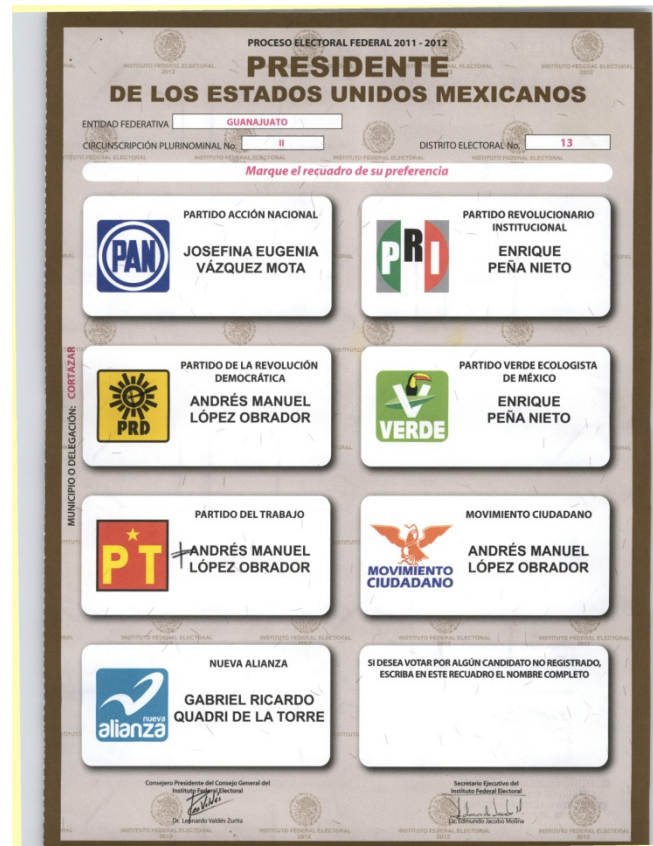 PROCESO ELECTORAL FEDERAL 2011 - 2012
PRESIDENTE
DE LOS ESTADOS UNIDOS MEXICANOS
ENTIDAD FEDERATIVA GUANAJUATO
CIRCUNSCRIPCIÓN PLURINOMINAL No. II DISTRITO ELECTORAL No. 13
Marque el recuadro de su preferencia
MUNICIPIO O DELEGACIÓN: CORTAZAR
PAN
PARTIDO ACCIÓN NACIONAL
JOSEFINA EUGENIA
VÁZQUEZ MOTA
PRI
PARTIDO REVOLUCIONARIO
INSTITUCIONAL
ENRIQUE
PEÑA NIETO
PRD
PARTIDO DE LA REVOLUCIÓN
DEMOCRÁTICA
ANDRÉS MANUEL
LÓPEZ OBRADOR
VERDE
PARTIDO VERDE ECOLOGISTA
DE MÉXICO
ENRIQUE
PEÑA NIETO
PT
PARTIDO DEL TRABAJO
ANDRÉS MANUEL
LÓPEZ OBRADOR
MOVIMIENTO
CIUDADANO
MOVIMIENTO CIUDADANO
ANDRÉS MANUEL
LÓPEZ OBRADOR
nueva
alianza
NUEVA ALIANZA
GABRIEL RICARDO
QUADRI DE LA TORRE
SI DESEA VOTAR POR ALGÚN CANDIDATO NO REGISTRADO,
ESCRIBA EN ESTE RECUADRO EL NOMBRE COMPLETO
Consejero Presidente del Consejo General del
Instituto Federal Electoral
Dr. Leonardo Valdés Zurita
Secretario Ejecutivo del
Instituto Federal Electoral
Lic. Edmundo Jacobo Molina